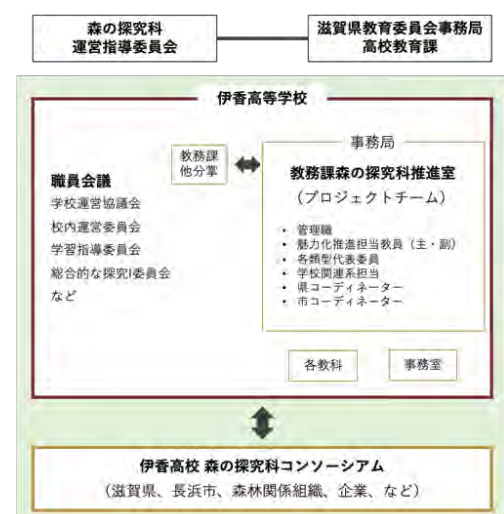 森の探究科
運営指導委員会
滋賀県教育委員会事務局
高校教育課
伊香高等学校
教務課
他分掌
職員会議
学校運営協議会
校内運営委員会
学習指導委員会
総合的な探究I委員会
など
事務局
教務課森の探究科推進室
(プロジェクトチーム)
• 管理職
• 魅力化推進担当教員(主・副)
• 各類型代表委員
• 学校関連系担当
• 県コーディネーター
• 市コーディネーター
各教科
事務室
伊香高校 森の探究科コンソーシアム
(滋賀県、長浜市、森林関係組織、企業、など)